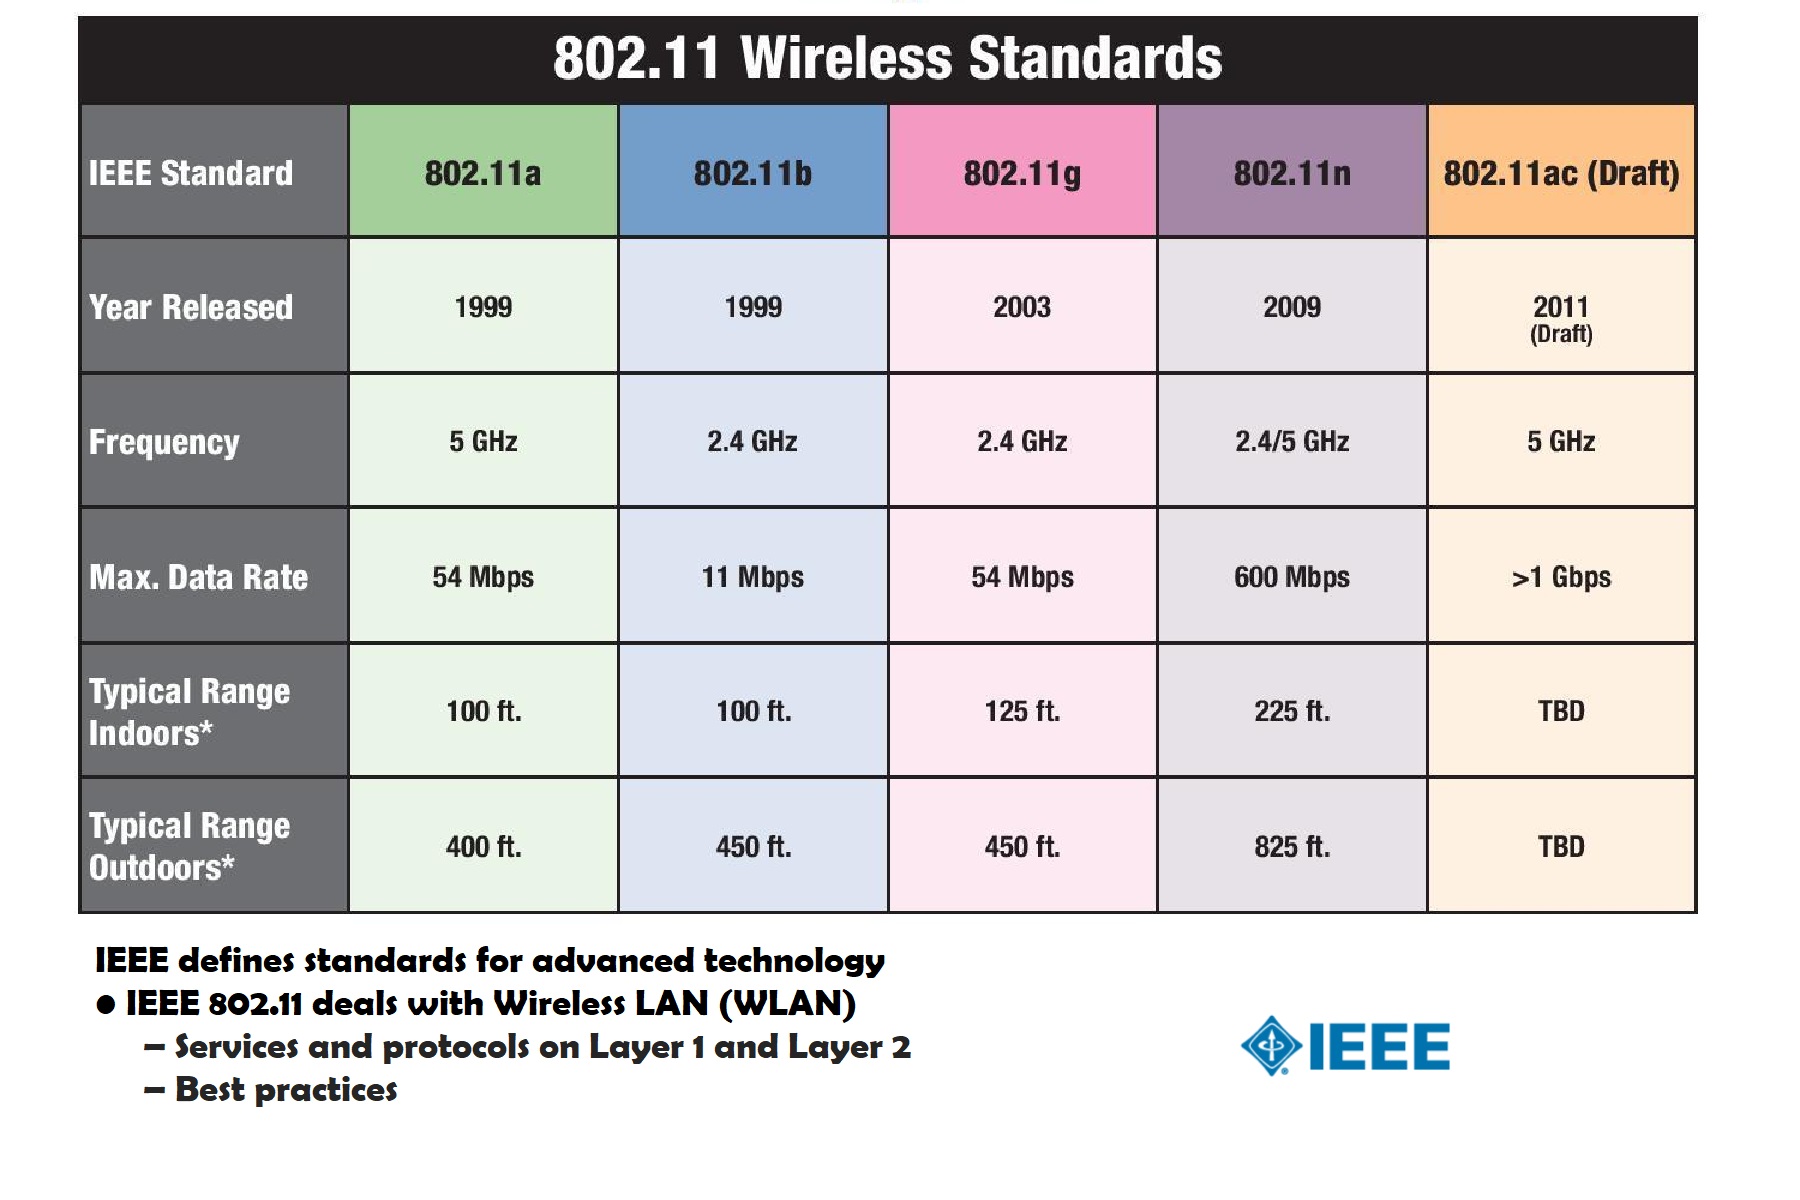 802.11 Wireless Standards
IEEE Standard 802.11a 802.11b 802.11g 802.11n 802.11ac (Draft)
Year Released 1999 1999 2003 2009 2011
(Draft)
Frequency 5 GHz 2.4 GHz 2.4 GHz 2.4/5 GHz 5 GHz
Max. Data Rate 54 Mbps 11 Mbps 54 Mbps 600 Mbps >1 Gbps
Typical Range
Indoors* 100 ft. 100 ft. 125 ft. 225 ft. TBD
Typical Range
Outdoors* 400 ft. 450 ft. 450 ft. 825 ft. TBD
IEEE defines standards for advanced technology
● IEEE 802.11 deals with Wireless LAN (WLAN)
– Services and protocols on Layer 1 and Layer 2
– Best practices
IEEE